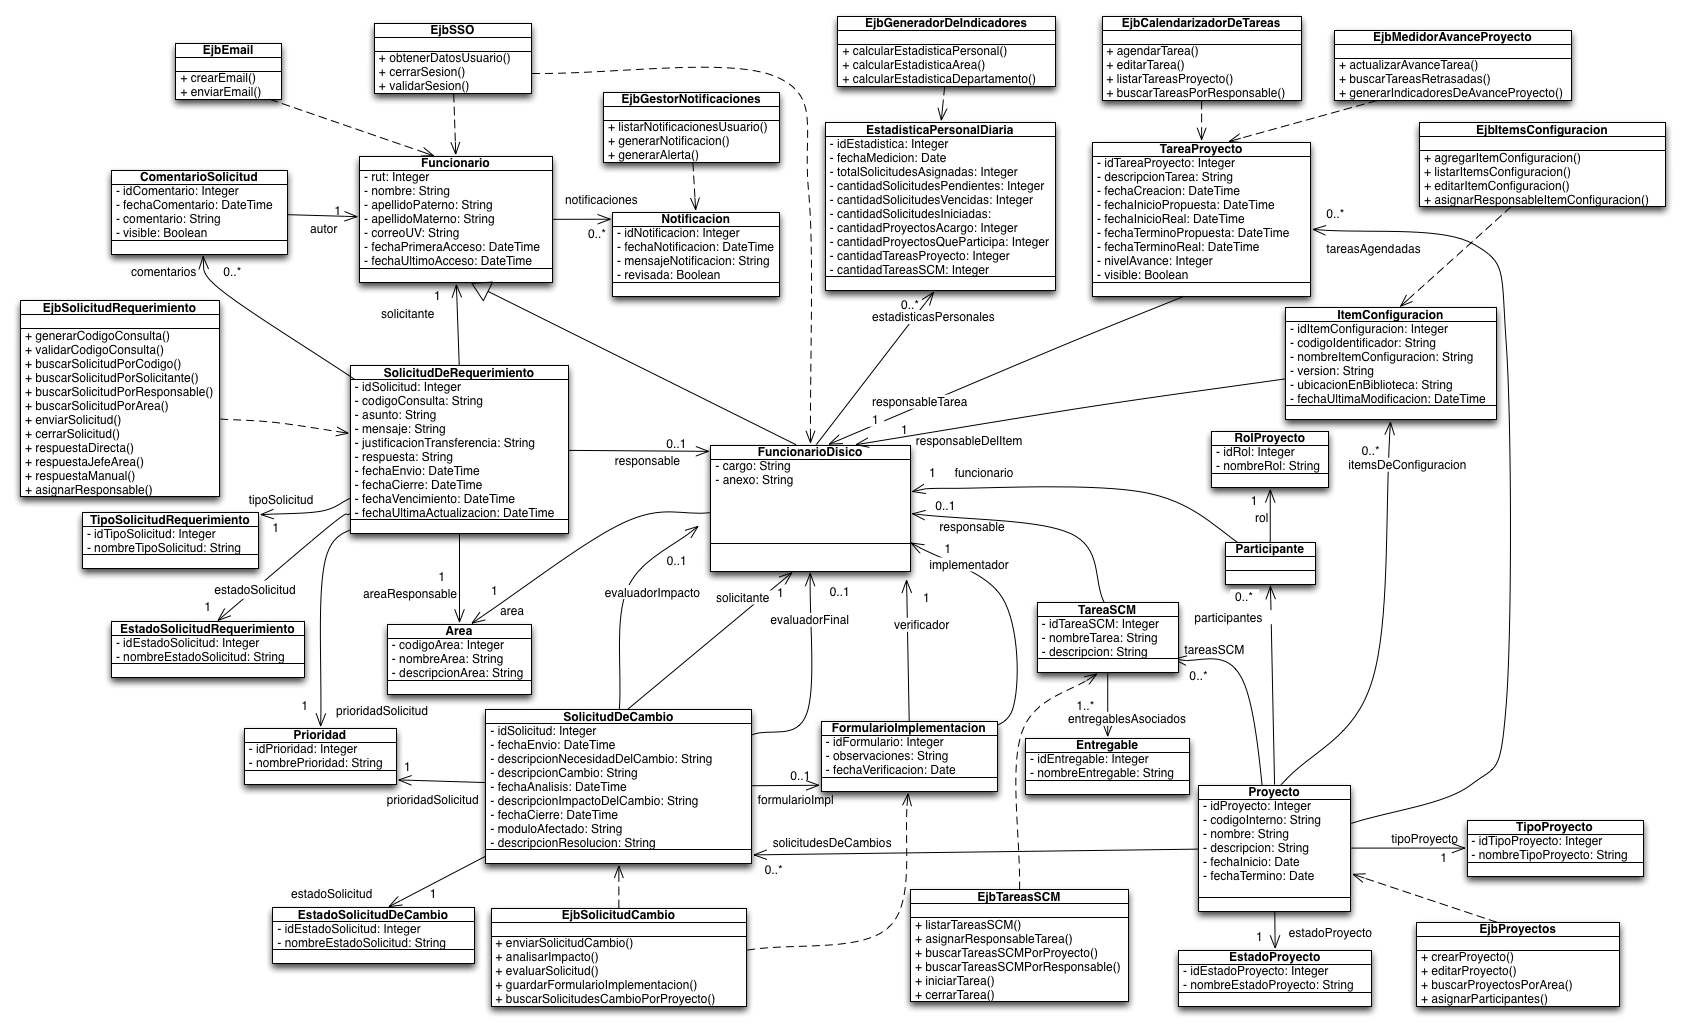 EjbEmail
+ crearEmail()
+ enviarEmail()
EjbSSO
+ obtenerDatosUsuario()
+ cerrarSesion()
+ validarSesion()
EjbGestorNotificaciones
+ listarNotificacionesUsuario()
+ generarNotificacion()
+ generarAlerta()
EjbGeneradorDeIndicadores
+ calcularEstadisticaPersonal()
+ calcularEstadisticaArea()
+ calcularEstadisticaDepartamento()
EjbCalendarizadorDeTareas
+ agendarTarea()
+ editarTarea()
+ listarTareasProyecto()
+ buscarTareasPorResponsable()
EjbMedidorAvanceProyecto
+ actualizarAvanceTarea()
+ buscarTareasRetrasadas()
+ generarIndicadoresDeAvanceProyecto()
EjbItemsConfiguracion
+ agregarItemConfiguracion()
+ listarItemsConfiguracion()
+ editarItemConfiguracion()
+ asignarResponsableItemConfiguracion()
ComentarioSolicitud
- idComentario: Integer
- fechaComentario: DateTime
- comentario: String
- visible: Boolean
1
autor
Funcionario
- rut: Integer
- nombre: String
- apellidoPaterno: String
- apellidoMaterno: String
- correoUV: String
- fechaPrimeraAcceso: DateTime
- fechaUltimoAcceso: DateTime
notificaciones
0..*
Notificacion
- idNotificacion: Integer
- fechaNotificacion: DateTime
- mensajeNotificacion: String
- revisada: Boolean
EstadisticaPersonalDiaria
- idEstadistica: Integer
- fechaMedicion: Date
- totalSolicitudesAsignadas: Integer
- cantidadSolicitudesPendientes: Integer
- cantidadSolicitudesVencidas: Integer
- cantidadSolicitudesIniciadas:
- cantidadProyectosAcargo: Integer
- cantidadProyectosQueParticipa: Integer
- cantidadTareasProyecto: Integer
- cantidadTareasSCM: Integer
0..*
estadisticasPersonales
TareaProyecto
- idTareaProyecto: Integer
- descripcionTarea: String
- fechaCreacion: DateTime
- fechaInicioPropuesta: DateTime
- fechaInicioReal: DateTime
- fechaTerminoPropuesta: DateTime
- fechaTerminoReal: DateTime
- nivelAvance: Integer
- visible: Boolean
0..*
tareasAgendadas
ItemConfiguracion
- idItemConfiguracion: Integer
- codigoIdentificador: String
- nombreItemConfiguracion: String
- version: String
- ubicacionEnBiblioteca: String
- fechaUltimaModificacion: DateTime
comentarios
0..*
1
solicitante
EjbSolicitudRequerimiento
+ generarCodigoConsulta()
+ validarCodigoConsulta()
+ buscarSolicitudPorCodigo()
+ buscarSolicitudPorSolicitante()
+ buscarSolicitudPorResponsable()
+ buscarSolicitudPorArea()
+ enviarSolicitud()
+ cerrarSolicitud()
+ respuestaDirecta()
+ respuestaJefeArea()
+ respuestaManual()
+ asignarResponsable()
SolicitudDeRequerimiento
- idSolicitud: Integer
- codigoConsulta: String
- asunto: String
- mensaje: String
- justificacionTransferencia: String
- respuesta: String
- fechaEnvio: DateTime
- fechaCierre: DateTime
- fechaVencimiento: DateTime
- fechaUltimaActualizacion: DateTime
0..1
responsable
responsableTarea
1
1
responsableDelItem
FuncionarioDisico
- cargo: String
- anexo: String
1
funcionario
0..1
responsable
1
implementador
RolProyecto
- idRol: Integer
- nombreRol: String
0..*
itemsDeConfiguracion
1
rol
Participante
0..*
participantes
tipoSolicitud
1
TipoSolicitudRequerimiento
- idTipoSolicitud: Integer
- nombreTipoSolicitud: String
estadoSolicitud
1
EstadoSolicitudRequerimiento
- idEstadoSolicitud: Integer
- nombreEstadoSolicitud: String
1
areaResponsable
1
area
Area
- codigoArea: Integer
- nombreArea: String
- descripcionArea: String
0..1
evaluadorImpacto
solicitante
1
0..1
evaluadorFinal
1
verificador
TareaSCM
- idTareaSCM: Integer
- nombreTarea: String
- descripcion: String
tareasSCM
0..*
1..*
entregablesAsociados
Entregable
- idEntregable: Integer
- nombreEntregable: String
1
prioridadSolicitud
Prioridad
- idPrioridad: Integer
- nombrePrioridad: String
1
prioridadSolicitud
SolicitudDeCambio
- idSolicitud: Integer
- fechaEnvio: DateTime
- descripcionNecesidadDelCambio: String
- descripcionCambio: String
- fechaAnalisis: DateTime
- descripcionImpactoDelCambio: String
- fechaCierre: DateTime
- moduloAfectado: String
- descripcionResolucion: String
0..1
formularioImpl
FormularioImplementacion
- idFormulario: Integer
- observaciones: String
- fechaVerificacion: Date
solicitudesDeCambios
0..*
Proyecto
- idProyecto: Integer
- codigoInterno: String
- nombre: String
- descripcion: String
- fechaInicio: Date
- fechaTermino: Date
tipoProyecto
1
TipoProyecto
- idTipoProyecto: Integer
- nombreTipoProyecto: String
estadoSolicitud
1
EstadoSolicitudDeCambio
- idEstadoSolicitud: Integer
- nombreEstadoSolicitud: String
EjbSolicitudCambio
+ enviarSolicitudCambio()
+ analisarImpacto()
+ evaluarSolicitud()
+ guardarFormularioImplementacion()
+ buscarSolicitudesCambioPorProyecto()
EjbTareasSCM
+ listarTareasSCM()
+ asignarResponsableTarea()
+ buscarTareasSCMPorProyecto()
+ buscarTareasSCMPorResponsable()
+ iniciarTarea()
+ cerrarTarea()
1
estadoProyecto
EstadoProyecto
- idEstadoProyecto: Integer
- nombreEstadoProyecto: String
EjbProyectos
+ crearProyecto()
+ editarProyecto()
+ buscarProyectosPorArea()
+ asignarParticipantes()